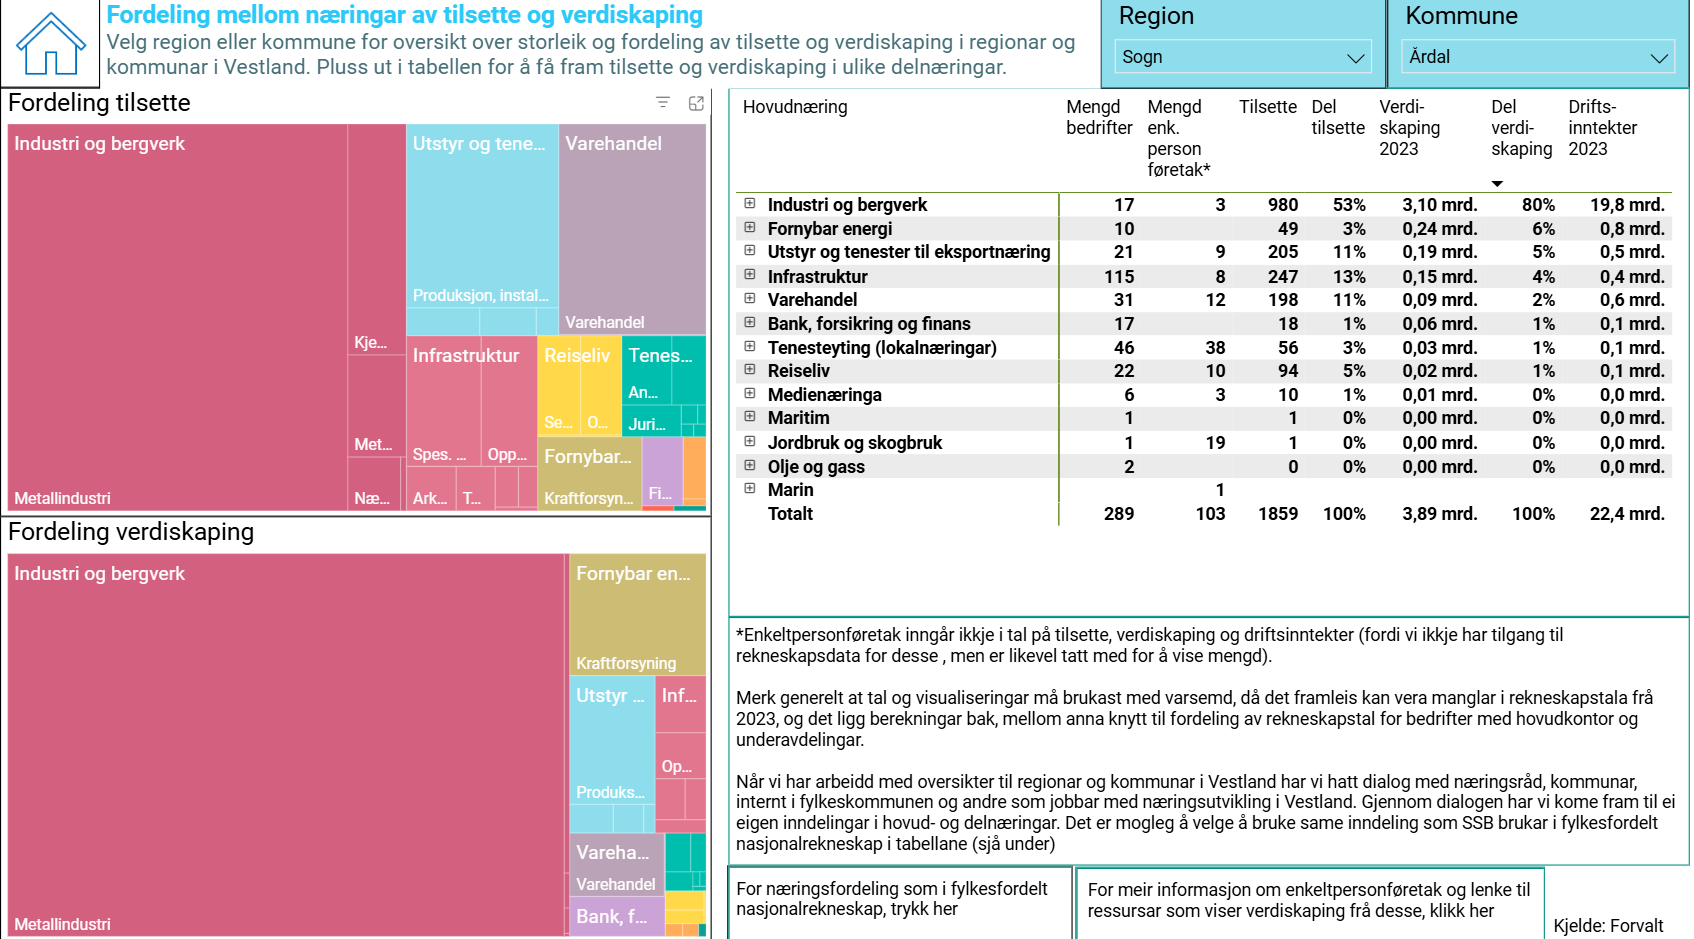 Fordeling mellom næringar av tilsette og verdiskaping
Velg region eller kommune for oversikt over storleik og fordeling av tilsette og verdiskaping i regionar og
kommunar i Vestland. Pluss ut i tabellen for å få fram tilsette og verdiskaping i ulike delnæringar.
Region
Sogn
Kommune
Årdal
Fordeling tilsette
Industri og bergverk
Utstyr og tene...
Varehandel
Produksjon, instal...
Varehandel
Kje...
Infrastruktur
Reiseliv
Tenes...
An...
Se...
O...
Juri...
Met...
Spes. ...
Opp...
Fornybar...
Metallindustri
Næ...
Ark...
T...
Kraftforsyn...
Fi...
Fordeling verdiskaping
Industri og bergverk
Fornybar en...
Kraftforsyning
Utstyr ...
Inf...
Op...
Produks...
Vareha...
Varehandel
Bank, f...
Metallindustri
Hovudnæring
Mengd
bedrifter
Mengd
enk.
person
føretak*
Tilsette
Del
tilsette
Verdi-
skaping
2023
Del
verdi-
skaping
Drifts-
inntekter
2023
Industri og bergverk 17 3 980 53% 3,10 mrd. 80% 19,8 mrd.
Fornybar energi 10 49 3% 0,24 mrd. 6% 0,8 mrd.
Utstyr og tenester til eksportnæring 21 9 205 11% 0,19 mrd. 5% 0,5 mrd.
Infrastruktur 115 8 247 13% 0,15 mrd. 4% 0,4 mrd.
Varehandel 31 12 198 11% 0,09 mrd. 2% 0,6 mrd.
Bank, forsikring og finans 17 18 1% 0,06 mrd. 1% 0,1 mrd.
Tenesteyting (lokalnæringar) 46 38 56 3% 0,03 mrd. 1% 0,1 mrd.
Reiseliv 22 10 94 5% 0,02 mrd. 1% 0,1 mrd.
Medienæringa 6 3 10 1% 0,01 mrd. 0% 0,0 mrd.
Maritim 1 1 0% 0,00 mrd. 0% 0,0 mrd.
Jordbruk og skogbruk 1 19 1 0% 0,00 mrd. 0% 0,0 mrd.
Olje og gass 2 0 0% 0,00 mrd. 0% 0,0 mrd.
Marin 1
Totalt 289 103 1859 100% 3,89 mrd. 100% 22,4 mrd.
*Enkeltpersonføretak inngår ikkje i tal på tilsette, verdiskaping og driftsinntekter (fordi vi ikkje har tilgang til
rekneskapsdata for desse , men er likevel tatt med for å vise mengd).
Merk generelt at tal og visualiseringar må brukast med varsemd, då det framleis kan vera manglar i rekneskapstala frå
2023, og det ligg berekningar bak, mellom anna knytt til fordeling av rekneskapstal for bedrifter med hovudkontor og
underavdelingar.
Når vi har arbeidd med oversikter til regionar og kommunar i Vestland har vi hatt dialog med næringsråd, kommunar,
internt i fylkeskommunen og andre som jobbar med næringsutvikling i Vestland. Gjennom dialogen har vi kome fram til ei
eigen inndelingar i hovud- og delnæringar. Det er mogleg å velge å bruke same inndeling som SSB brukar i fylkesfordelt
nasjonalrekneskap i tabellane (sjå under)
For næringsfordeling som i fylkesfordelt
nasjonalrekneskap, trykk her
For meir informasjon om enkeltpersonføretak og lenke til
ressursar som viser verdiskaping frå desse, klikk her
Kjelde: Forvalt